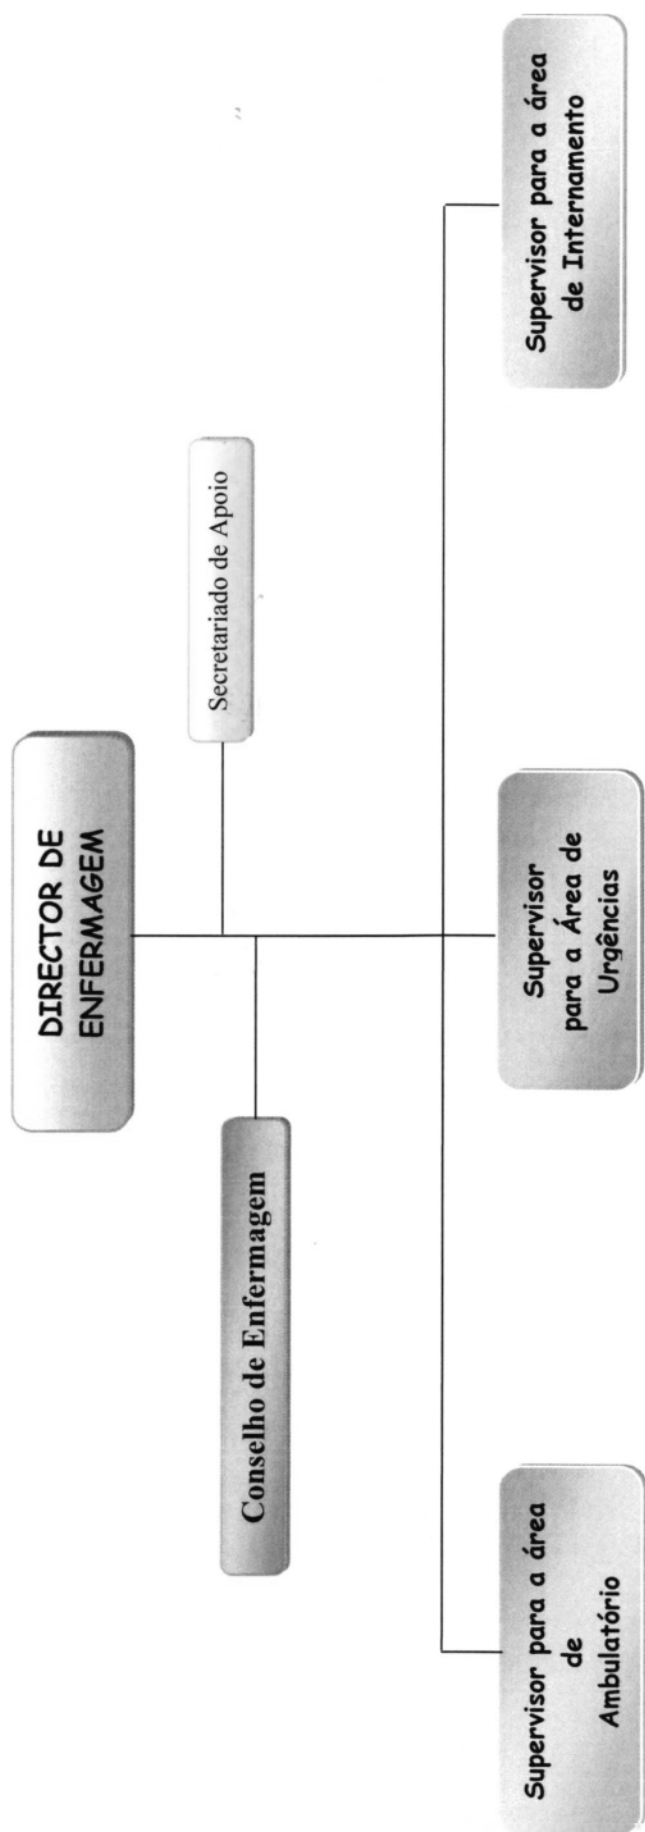 DIRECTOR DE
ENFERMAGEM
Secretariado de Apoio
Conselho de Enfermagem
Supervisor para a área
de
Ambulatório
Supervisor
para a Área de
Urgências
Supervisor para a área
de Internamento